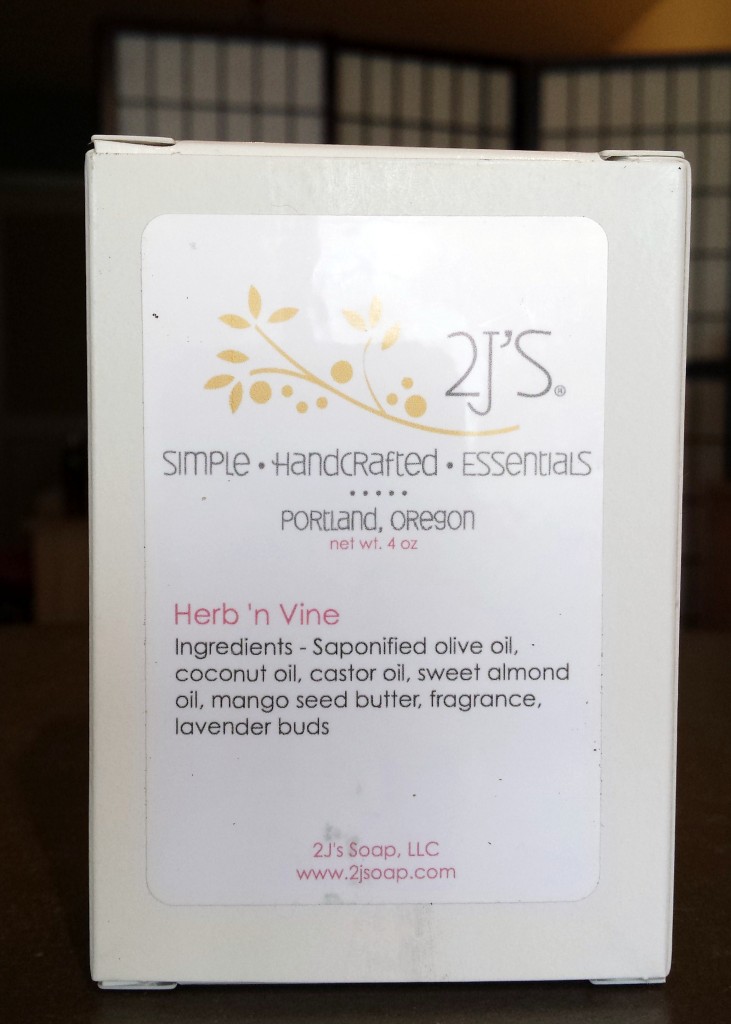 2J'S®
SIMPLE • HANDCRAFTED • ESSENTIALS
•••••
PORTLAND, OREGON
net wt. 4 oz
Herb 'n Vine
Ingredients - Saponified olive oil,
coconut oil, castor oil, sweet almond
oil, mango seed butter, fragrance,
lavender buds
2J's Soap, LLC
www.2jsoap.com